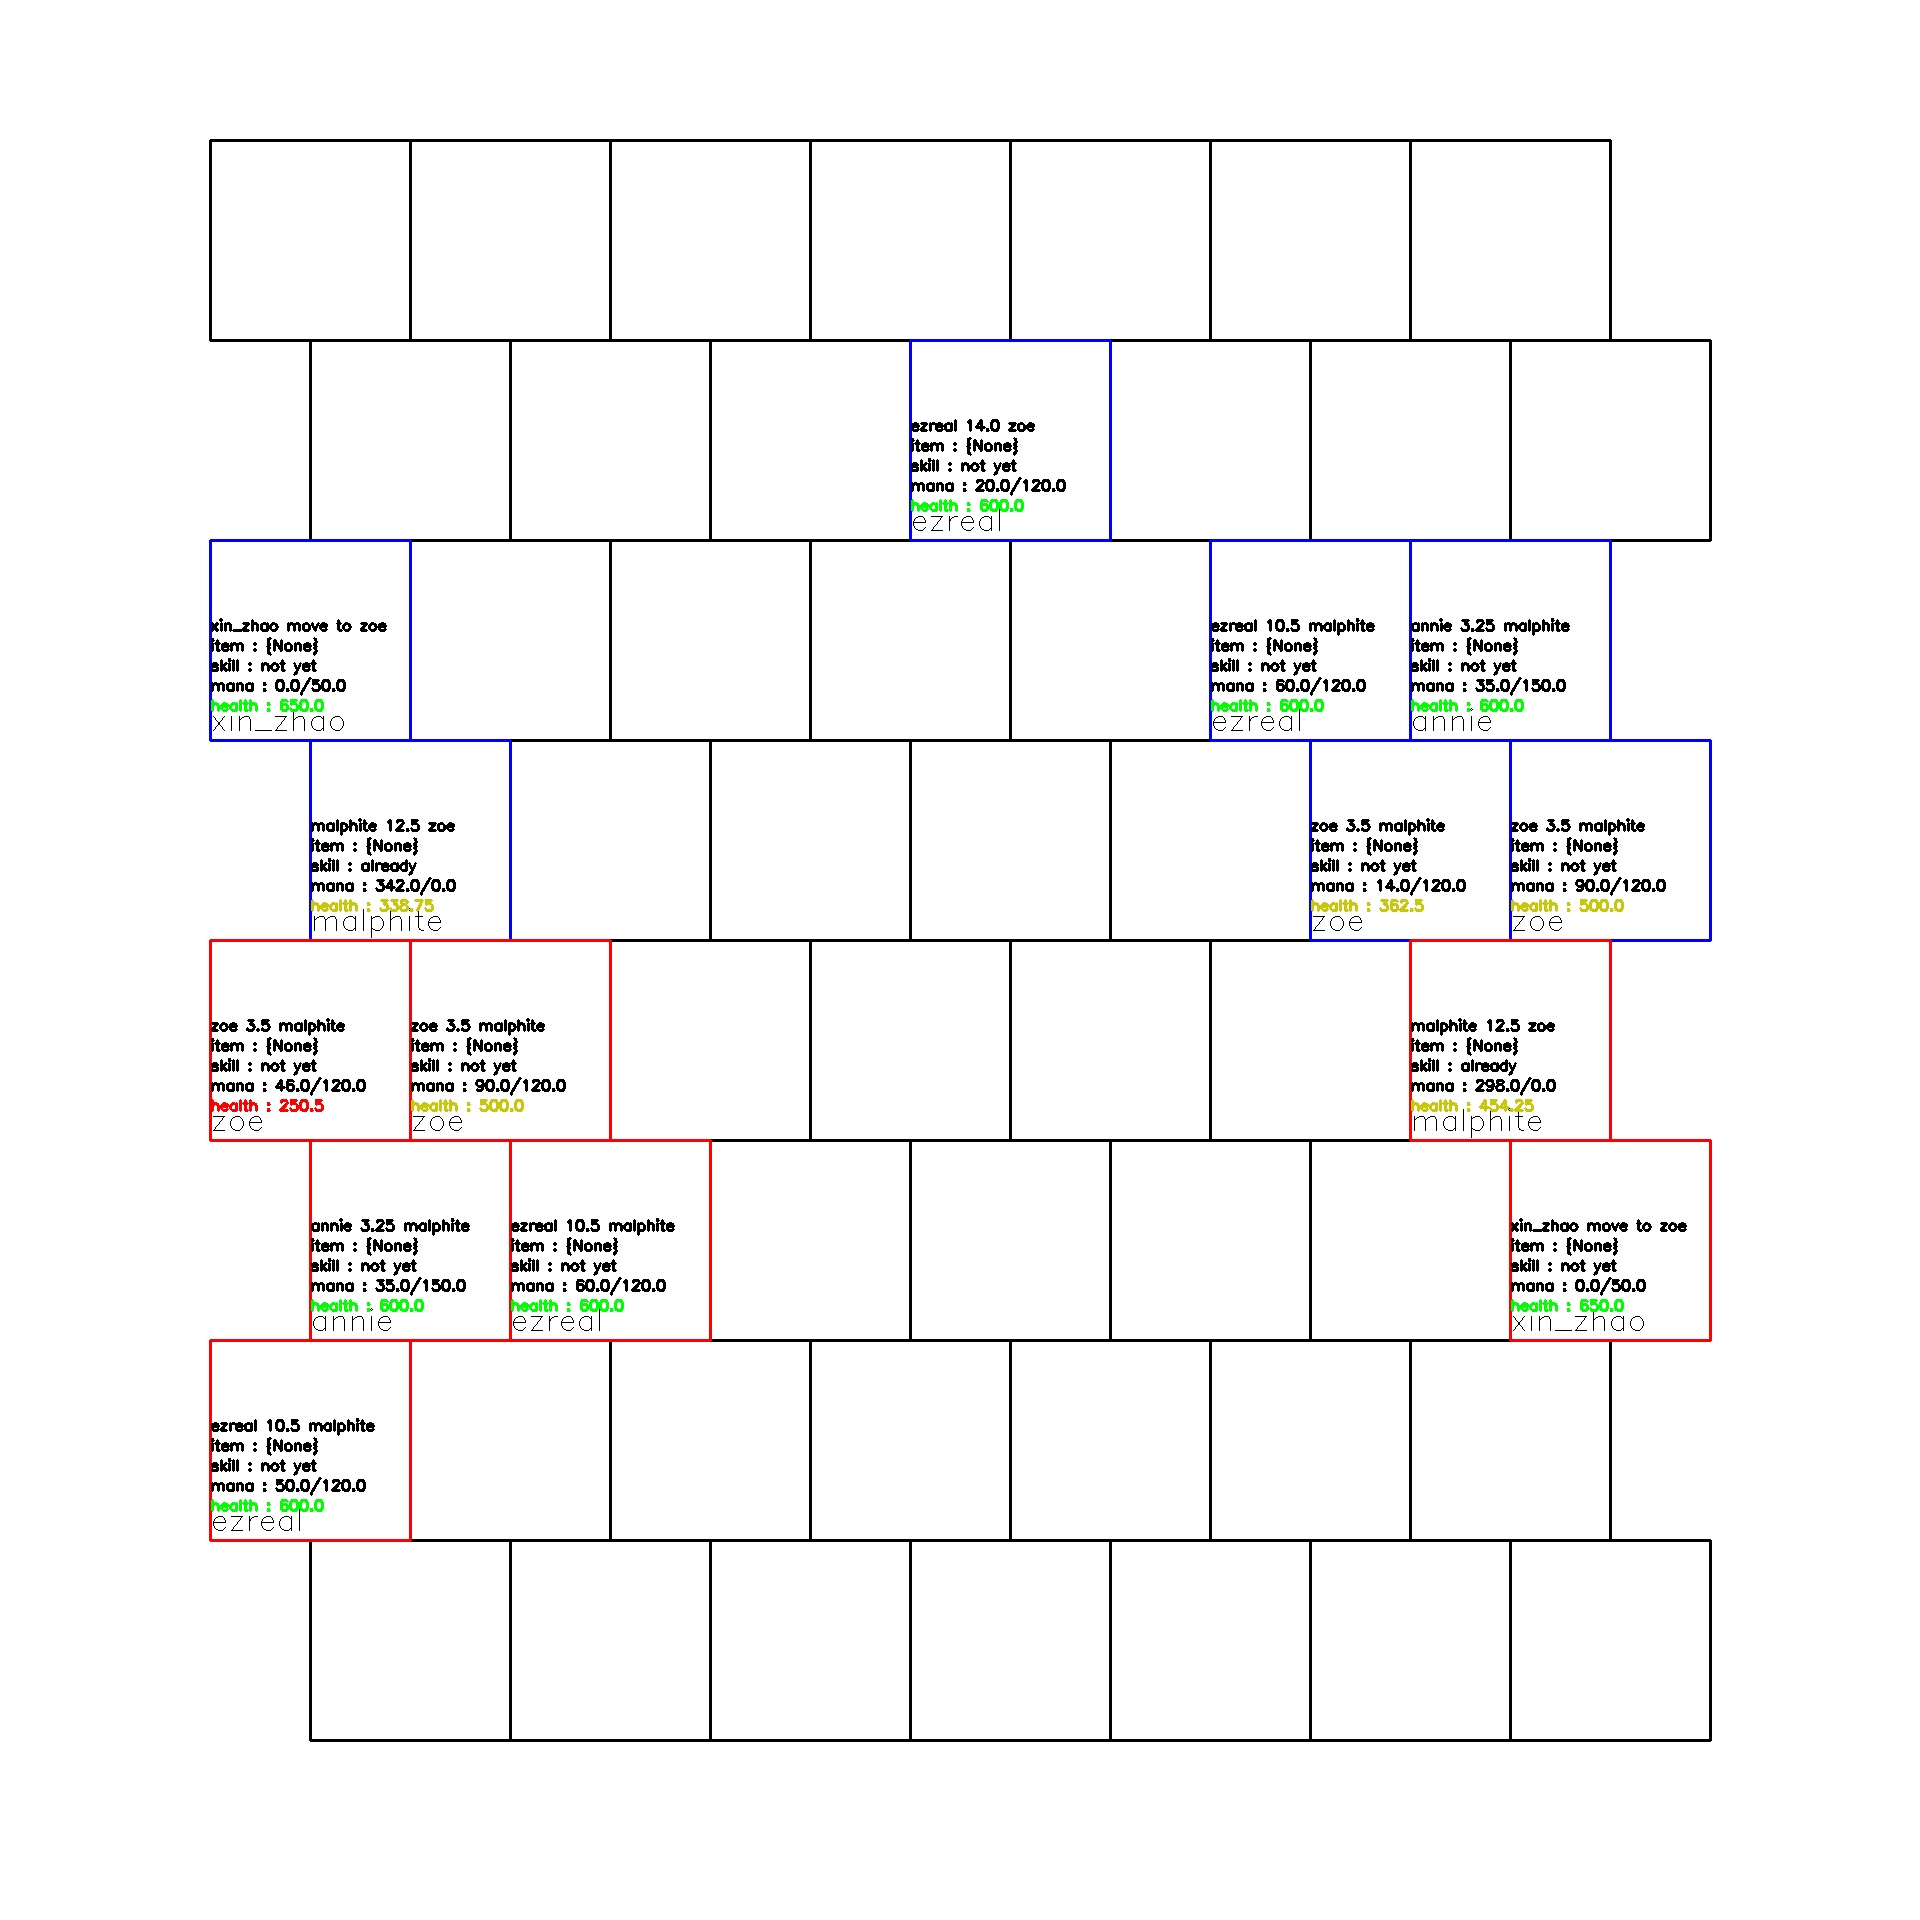 ezreal 14.0 zoe
item : {None}
skill : not yet
mana : 20.0/120.0
health : 600.0
ezreal
xin_zhao move to zoe
item : {None}
skill : not yet
mana : 0.0/50.0
health : 650.0
xin_zhao
ezreal 10.5 malphite
item : {None}
skill : not yet
mana : 60.0/120.0
health : 600.0
ezreal
annie 3.25 malphite
item : {None}
skill : not yet
mana : 35.0/150.0
health : 600.0
annie
malphite 12.5 zoe
item : {None}
skill : already
mana : 342.0/0.0
health : 338.75
malphite
zoe 3.5 malphite
item : {None}
skill : not yet
mana : 14.0/120.0
health : 362.5
zoe
zoe 3.5 malphite
item : {None}
skill : not yet
mana : 90.0/120.0
health : 500.0
zoe
zoe 3.5 malphite
item : {None}
skill : not yet
mana : 46.0/120.0
health : 250.5
zoe
zoe 3.5 malphite
item : {None}
skill : not yet
mana : 90.0/120.0
health : 500.0
zoe
malphite 12.5 zoe
item : {None}
skill : already
mana : 298.0/0.0
health : 454.25
malphite
annie 3.25 malphite
item : {None}
skill : not yet
mana : 35.0/150.0
health : 600.0
annie
ezreal 10.5 malphite
item : {None}
skill : not yet
mana : 60.0/120.0
health : 600.0
ezreal
xin_zhao move to zoe
item : {None}
skill : not yet
mana : 0.0/50.0
health : 650.0
xin_zhao
ezreal 10.5 malphite
item : {None}
skill : not yet
mana : 50.0/120.0
health : 600.0
ezreal